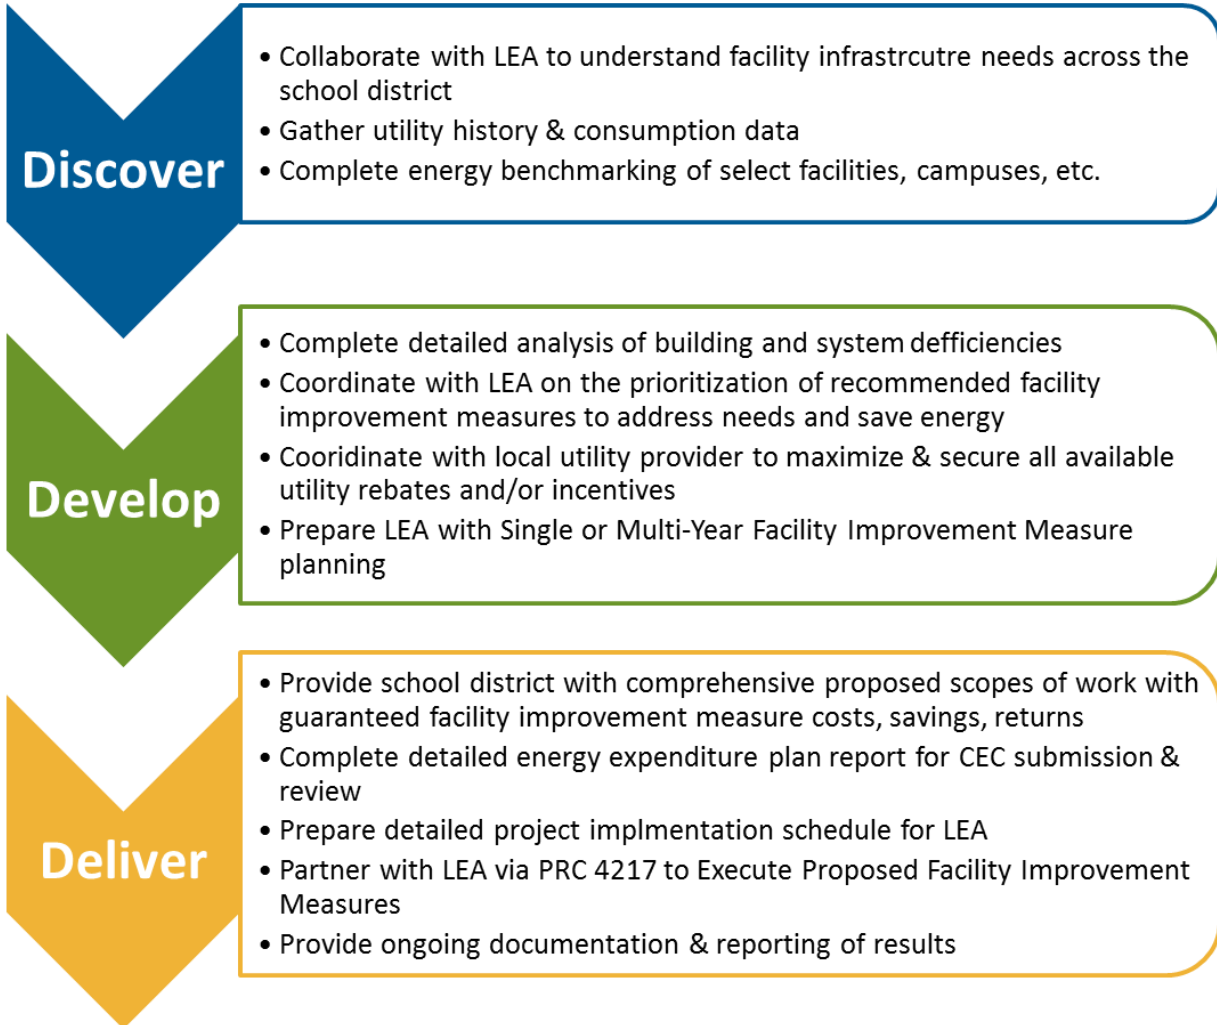 Discover
• Collaborate with LEA to understand facility infrastrcutre needs across the
school district
• Gather utility history & consumption data
• Complete energy benchmarking of select facilities, campuses, etc.
Develop
• Complete detailed analysis of building and system defficiencies
• Coordinate with LEA on the prioritization of recommended facility
improvement measures to address needs and save energy
• Cooridinate with local utility provider to maximize & secure all available
utility rebates and/or incentives
• Prepare LEA with Single or Multi-Year Facility Improvement Measure
planning
Deliver
• Provide school district with comprehensive proposed scopes of work with
guaranteed facility improvement measure costs, savings, returns
• Complete detailed energy expenditure plan report for CEC submission &
review
• Prepare detailed project implmentation schedule for LEA
• Partner with LEA via PRC 4217 to Execute Proposed Facility Improvement
Measures
• Provide ongoing documentation & reporting of results